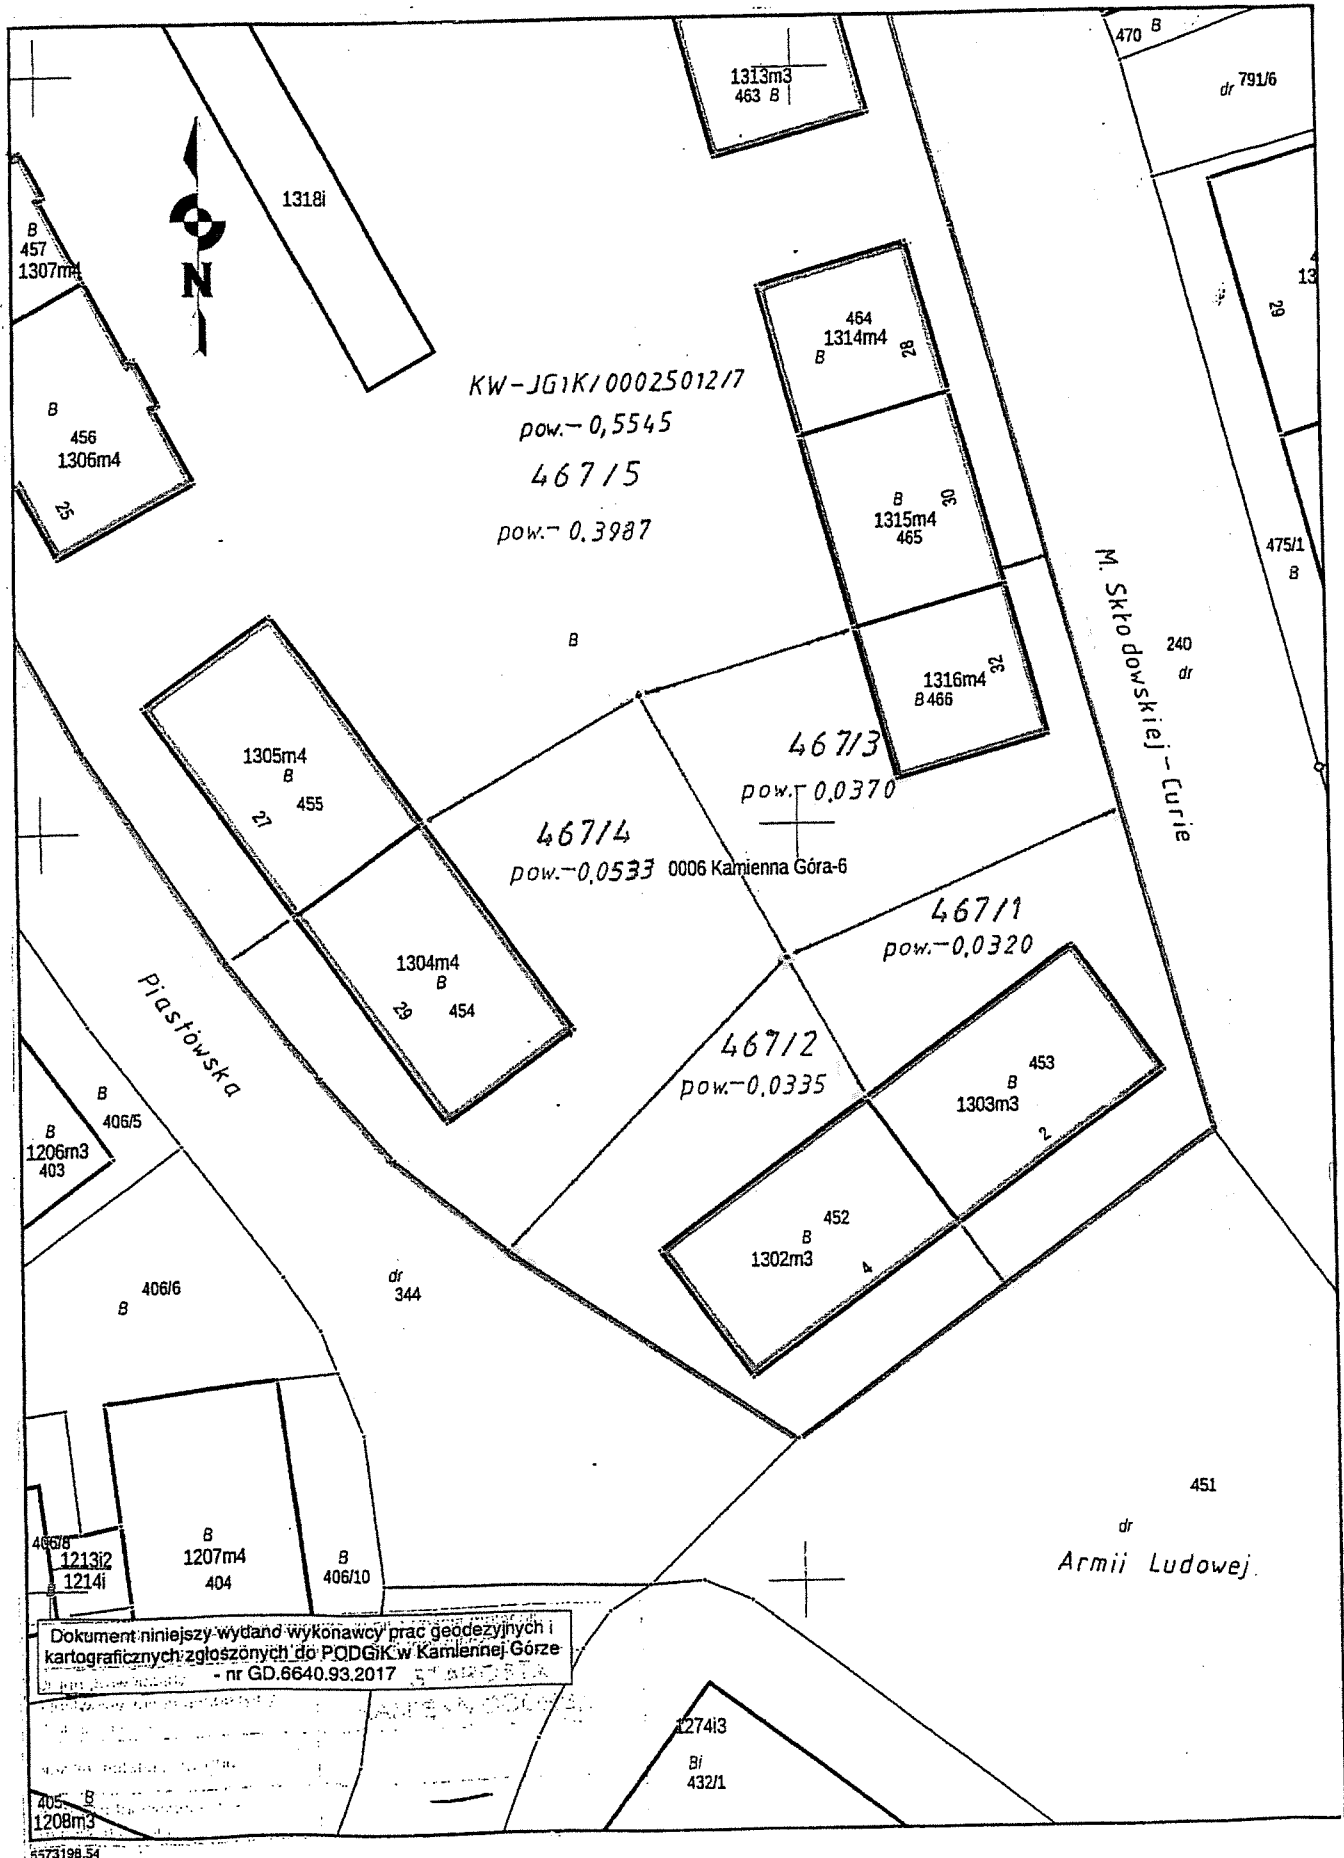 470 B
dr 791/6
1313m3
463 B
1318i
B
457
1307m4
N
B
456
1306m4
25
464
1314m4
B
28
29
13
KW-JG1K/00025012/7
pow.- 0,5545
467/5
pow.- 0.3987
B
1315m4
465
30
475/1
B
M. Skłodowskiej-Curie
240
dr
B
1316m4
B 466
32
467/3
pow.- 0,0370
1305m4
B
455
27
467/4
pow.-0,0533
0006 Kamienna Góra-6
467/1
pow.-0,0320
1304m4
B
454
29
Piastowska
467/2
pow.-0,0335
453
B
1303m3
2
B
406/5
B
1206m3
403
452
B
1302m3
4
406/6
B
dr
344
451
dr
Armii Ludowej.
406/8
1213i2
1214i
B
B
1207m4
404
B
406/10
Dokument niniejszy wydano wykonawcy prac geodezyjnych i
kartograficznych zgłoszonych do PODGiK w Kamiennej Górze
- nr GD.6640.93.2017
1274i3
Bi
432/1
405 B
1208m3
5573198.54